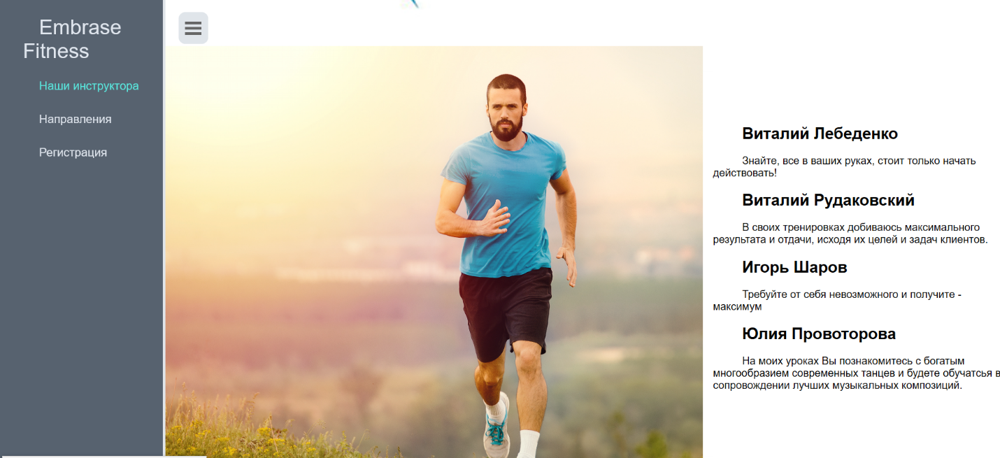 Embrase
Fitness
Наши инструктора
Направления
Регистрация
Виталий Лебеденко
Знайте, все в ваших руках, стоит только начать
действовать!
Виталий Рудаковский
В своих тренировках добиваюсь максимального
результата и отдачи, исходя их целей и задач клиентов.
Игорь Шаров
Требуйте от себя невозможного и получите -
максимум
Юлия Провоторова
На моих уроках Вы познакомитесь с богатым
многообразием современных танцев и будете обучаться в
сопровождении лучших музыкальных композиций.